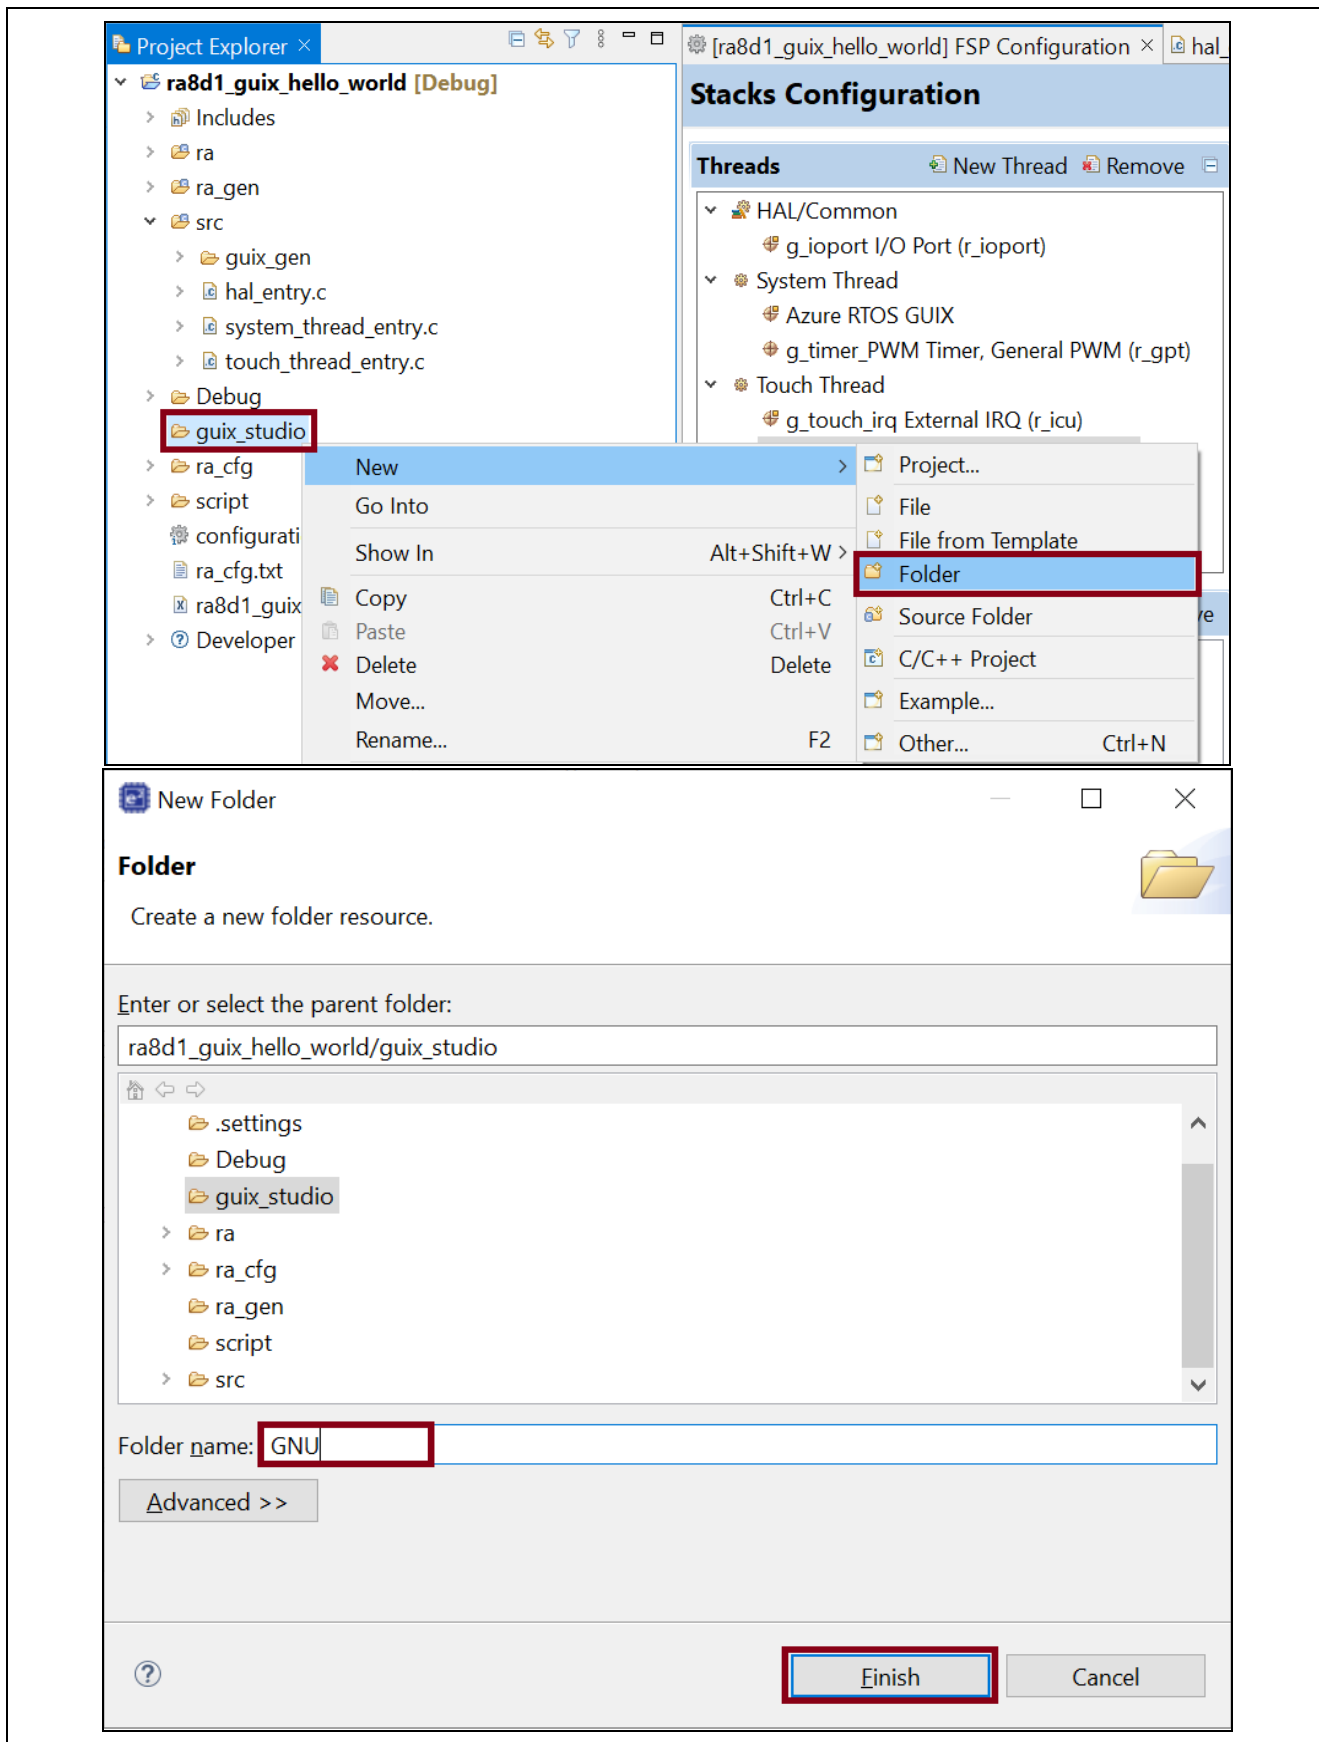 Project Explorer
[ra8d1_guix_hello_world] FSP Configuration
hal_
ra8d1_guix_hello_world [Debug]
Includes
ra
ra_gen
src
guix_gen
hal_entry.c
system_thread_entry.c
touch_thread_entry.c
Debug
guix_studio
ra_cfg
script
configurati
ra_cfg.txt
ra8d1_guix
Developer
Stacks Configuration
Threads
New Thread
Remove
HAL/Common
g_ioport I/O Port (r_ioport)
System Thread
Azure RTOS GUIX
g_timer_PWM Timer, General PWM (r_gpt)
Touch Thread
g_touch_irq External IRQ (r_icu)
New
Go Into
Show In Alt+Shift+W
Copy Ctrl+C
Paste Ctrl+V
Delete Delete
Move...
Rename... F2
Project...
File
File from Template
Folder
Source Folder
C/C++ Project
Example...
Other... Ctrl+N
New Folder
Folder
Create a new folder resource.
Enter or select the parent folder:
ra8d1_guix_hello_world/guix_studio
.settings
Debug
guix_studio
ra
ra_cfg
ra_gen
script
src
Folder name: GNU
Advanced >>
Finish
Cancel